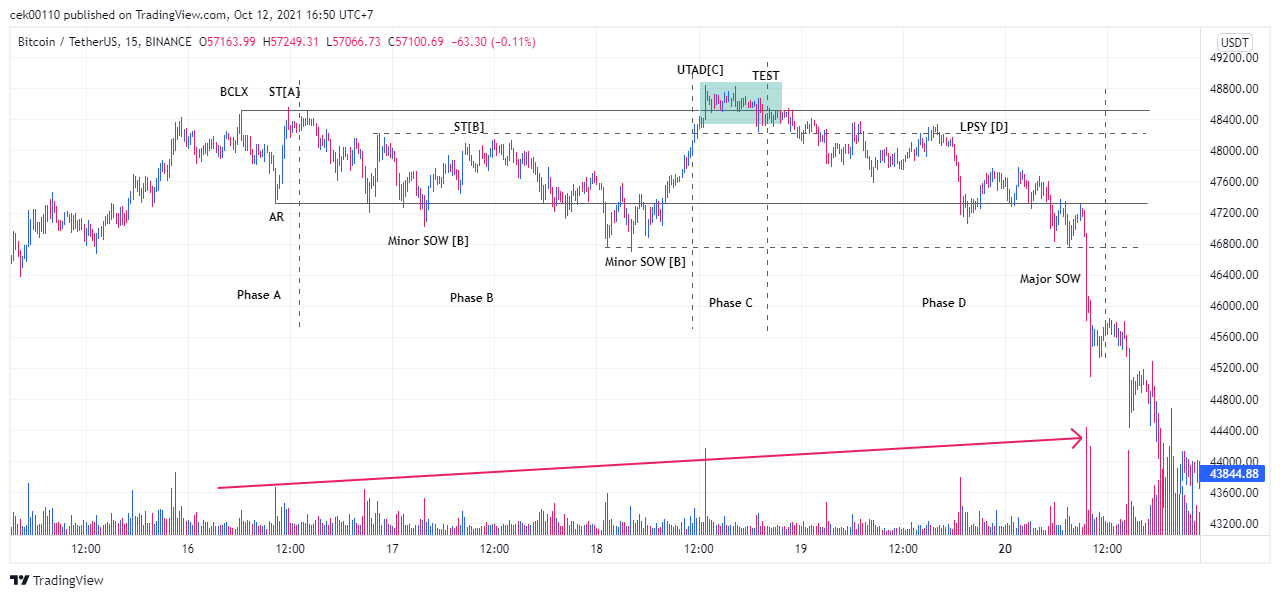 cek00110 published on TradingView.com, Oct 12, 2021 16:50 UTC+7
Bitcoin / TetherUS, 15, BINANCE O57163.99 H57249.31 L57066.73 C57100.69 −63.30 (−0.11%)
USDT
49200.00
UTAD[C]
TEST
BCLX
ST[A]
48800.00
ST[B]
LPSY [D]
48400.00
48000.00
47600.00
AR
47200.00
Minor SOW [B]
46800.00
Minor SOW [B]
Major SOW
46400.00
Phase A
Phase B
Phase C
Phase D
46000.00
45600.00
45200.00
44800.00
44400.00
44000.00
43844.88
43600.00
43200.00
12:00 16 12:00 17 12:00 18 12:00 19 12:00 20 12:00
TradingView